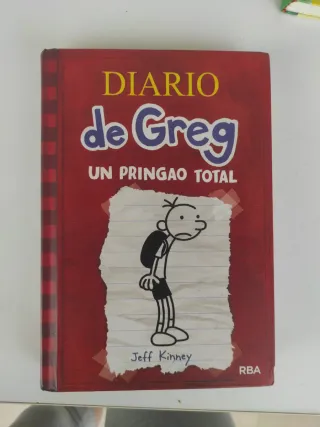 DIARIO
de Greg
UN PRINGAO TOTAL
Jeff Kinney
RBA